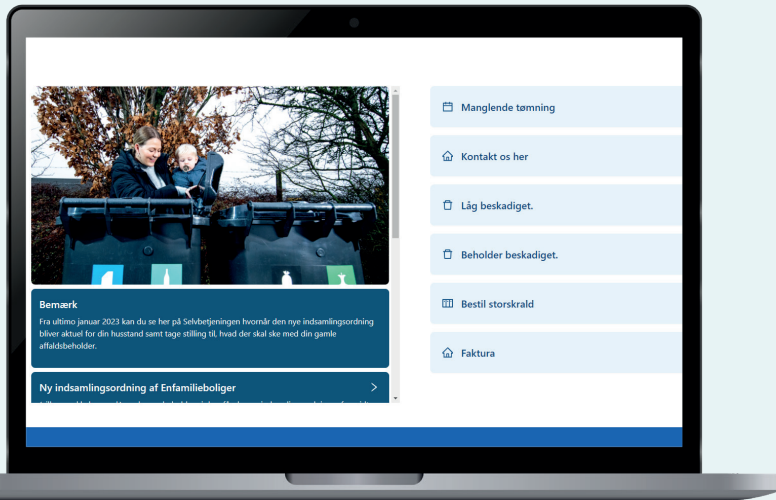 Bemærk
Fra ultimo januar 2023 kan du se her på Selvbetjeningen hvornår den nye indsamlingsordning
bliver aktuel for din husstand samt tage stilling til, hvad der skal ske med din gamle
affaldsbeholder.
Ny indsamlingsordning af Enfamilieboliger
Manglende tømning
Kontakt os her
Låg beskadiget.
Beholder beskadiget.
Bestil storskrald
Faktura